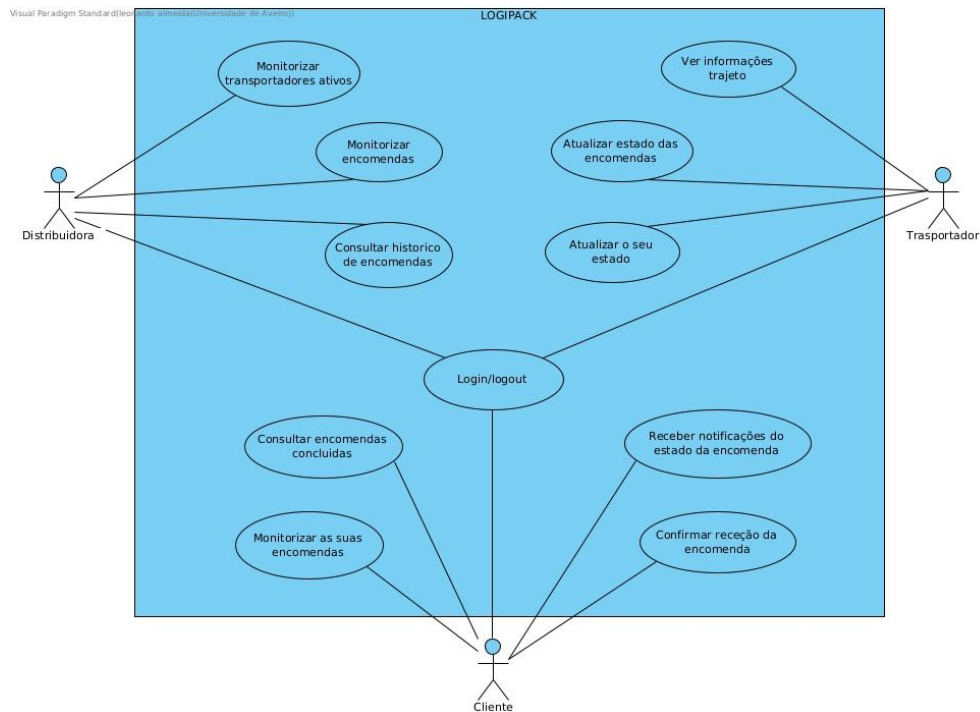 Visual Paradigm Standard(leonardo almeida(Universidade de Aveiro))
LOGIPACK
Monitorizar
transportadores ativos
Ver informações
trajeto
Monitorizar
encomendas
Atualizar estado das
encomendas
Distribuidora
Trasportador
Consultar historico
de encomendas
Atualizar o seu
estado
Login/logout
Consultar encomendas
concluidas
Receber notificações do
estado da encomenda
Monitorizar as suas
encomendas
Confirmar receção da
encomenda
Cliente